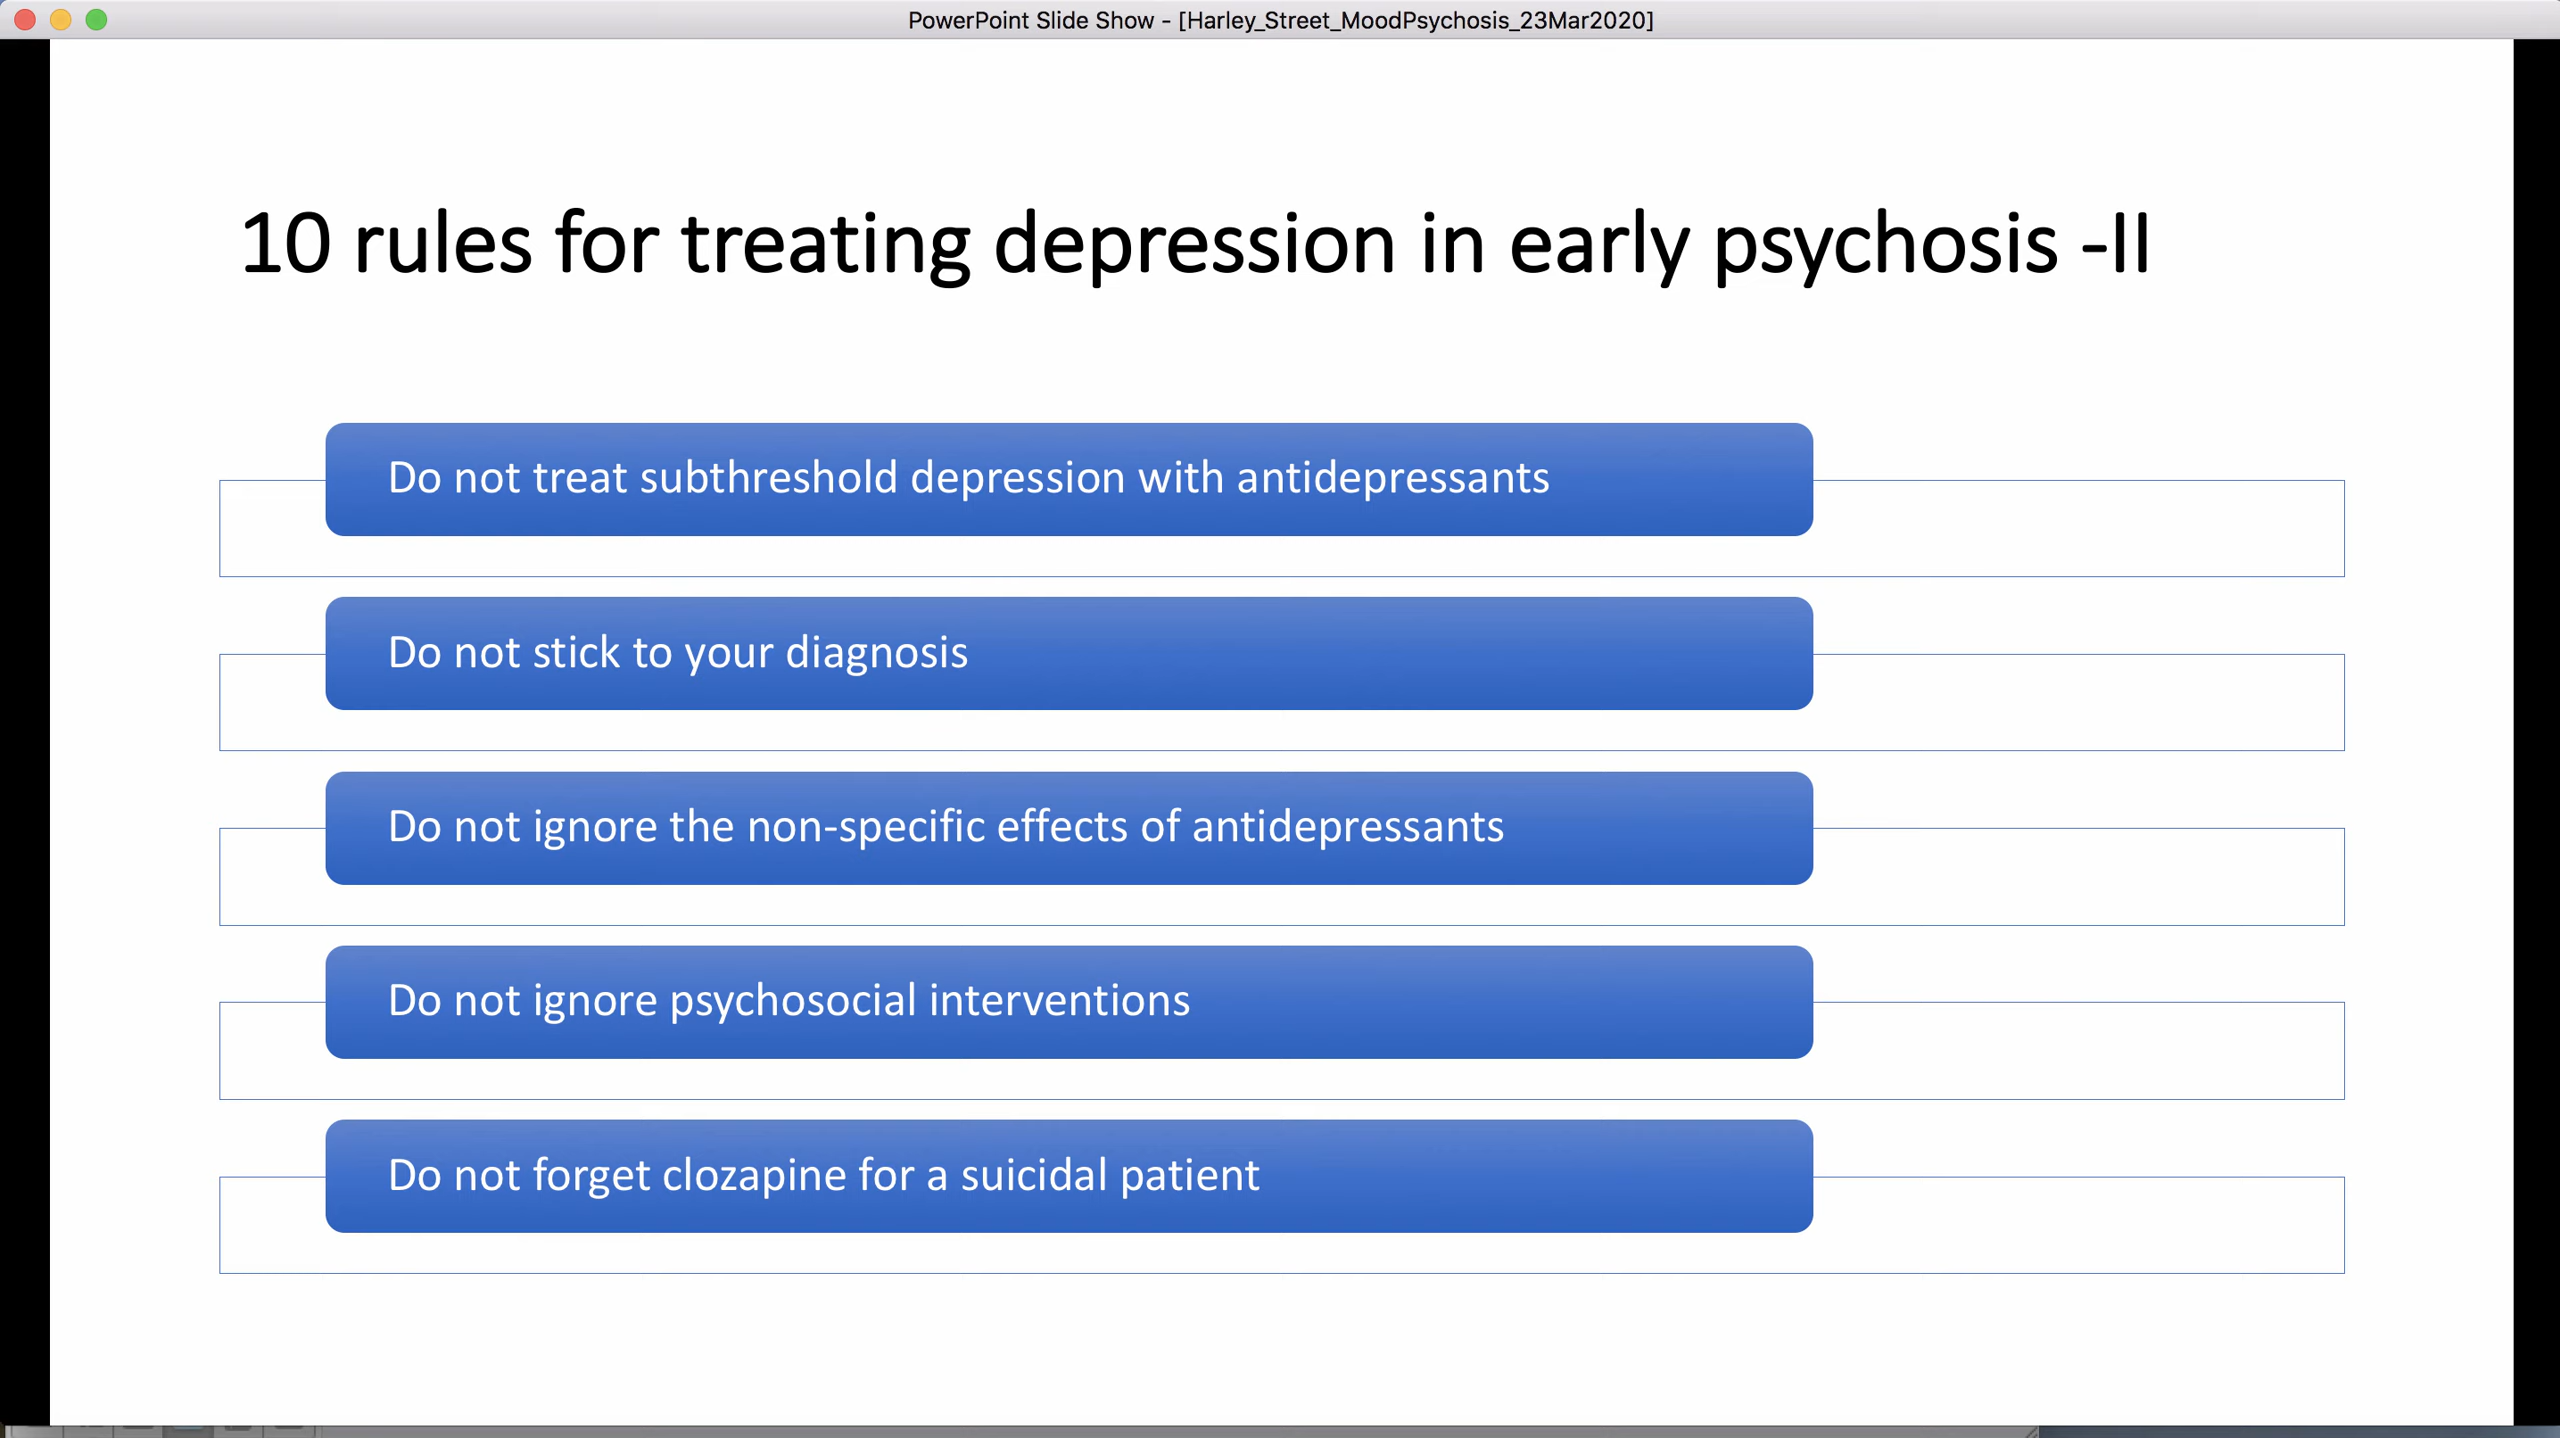 PowerPoint Slide Show - [Harley_Street_MoodPsychosis_23Mar2020]
10 rules for treating depression in early psychosis -II
Do not treat subthreshold depression with antidepressants
Do not stick to your diagnosis
Do not ignore the non-specific effects of antidepressants
Do not ignore psychosocial interventions
Do not forget clozapine for a suicidal patient